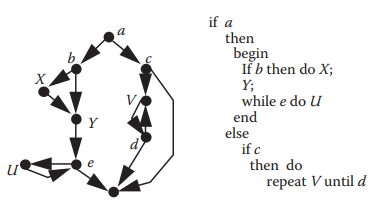 a
b
c
X
V
Y
d
U
e
if a
then
begin
If b then do X;
Y;
while e do U
end
else
if c
then do
repeat V until d